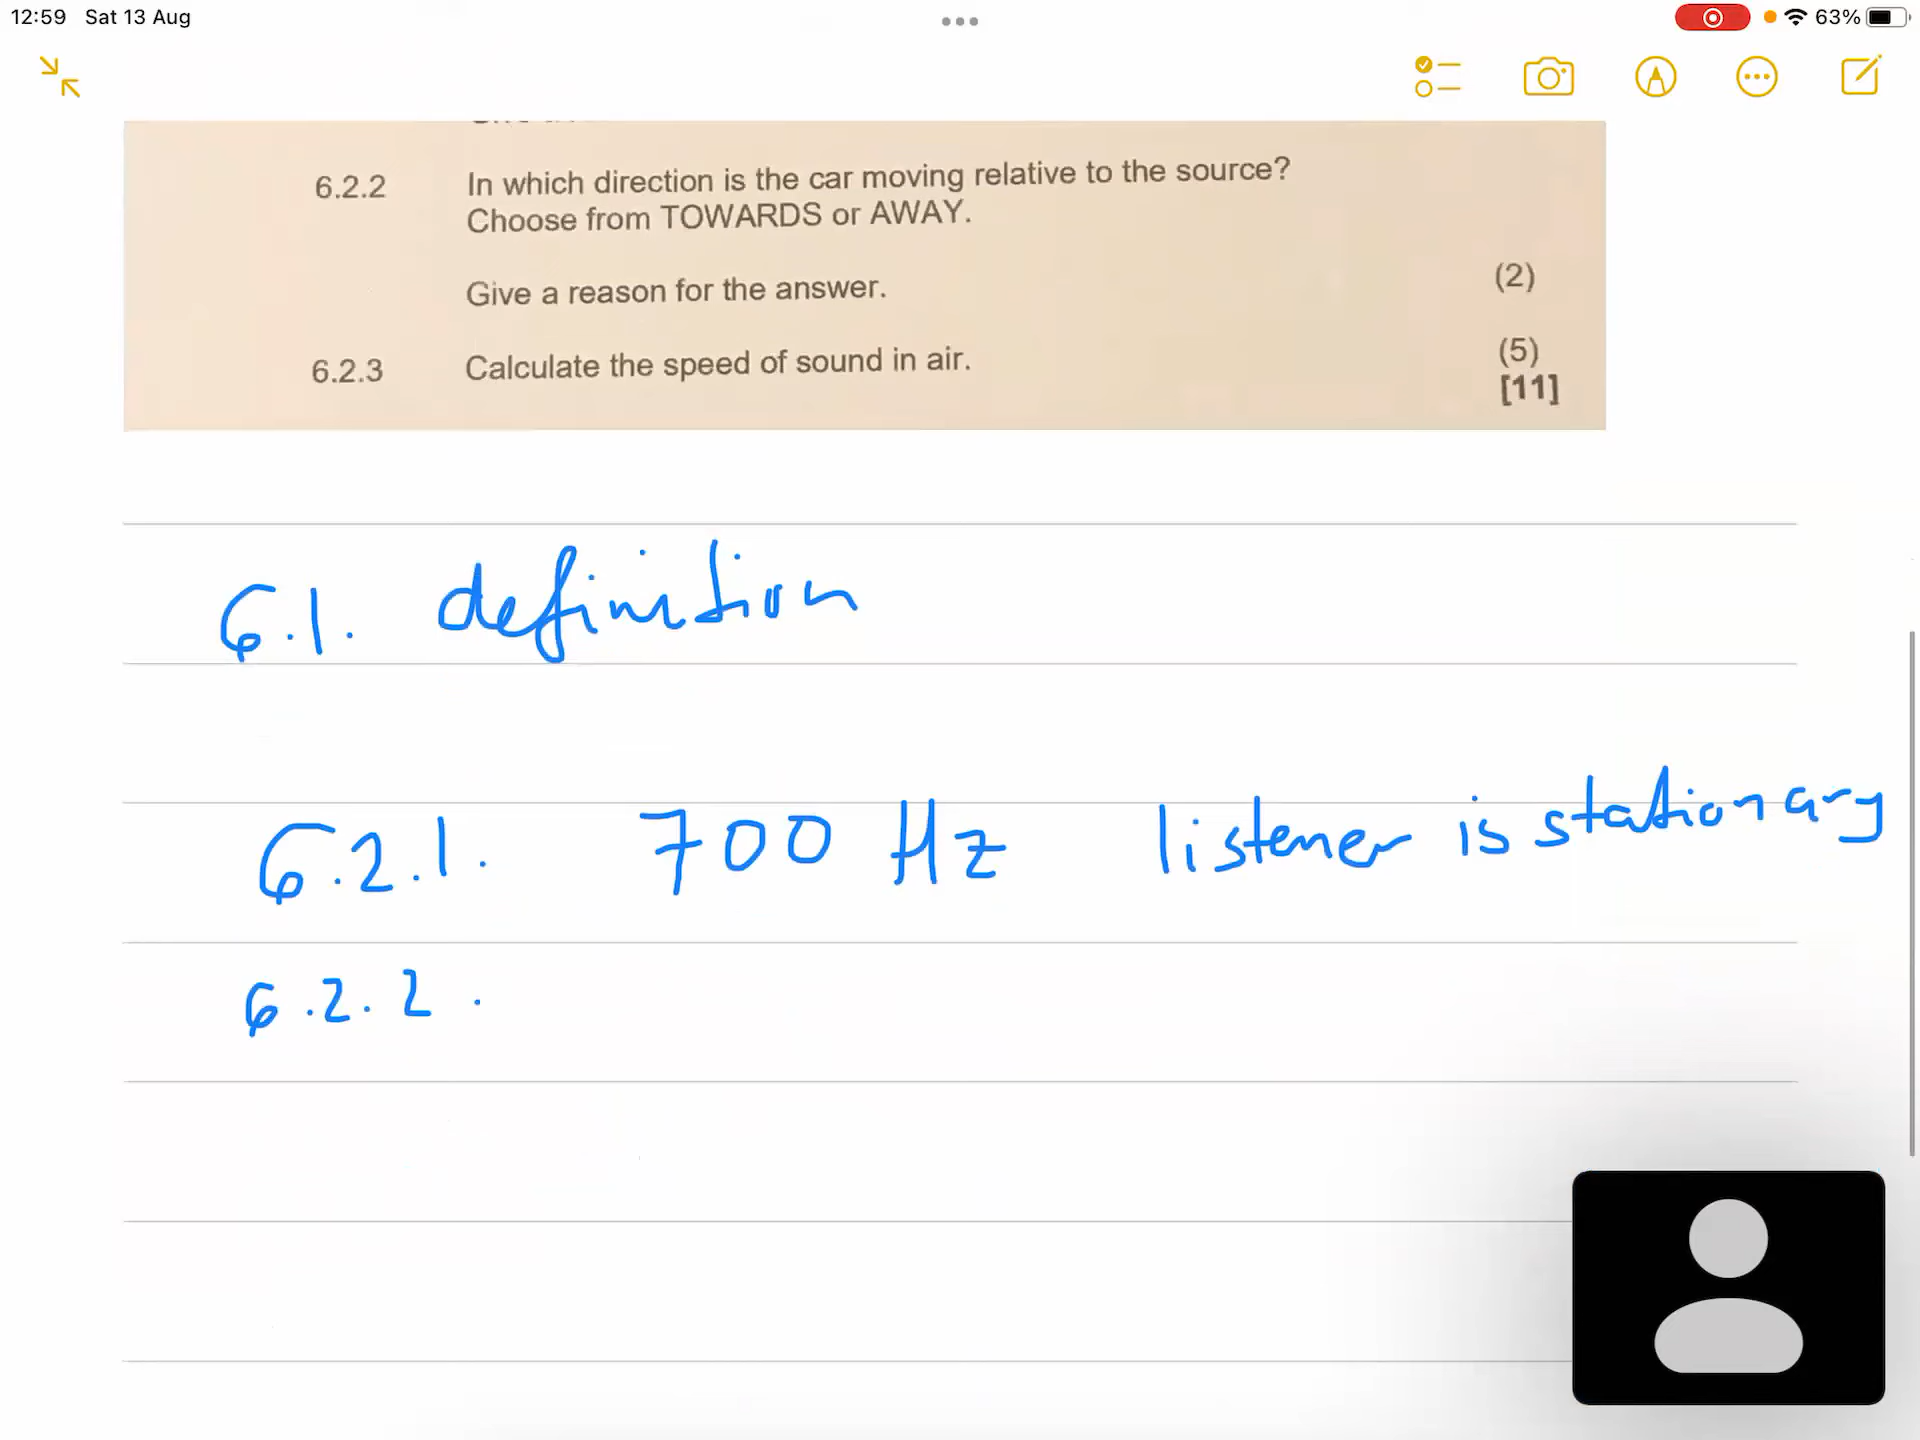 12:59 Sat 13 Aug
63%
6.2.2 In which direction is the car moving relative to the source?
Choose from TOWARDS or AWAY.
Give a reason for the answer. (2)
6.2.3 Calculate the speed of sound in air. (5)
[11]
6.1. definition
6.2.1. 700 Hz listener is stationary
6.2.2.